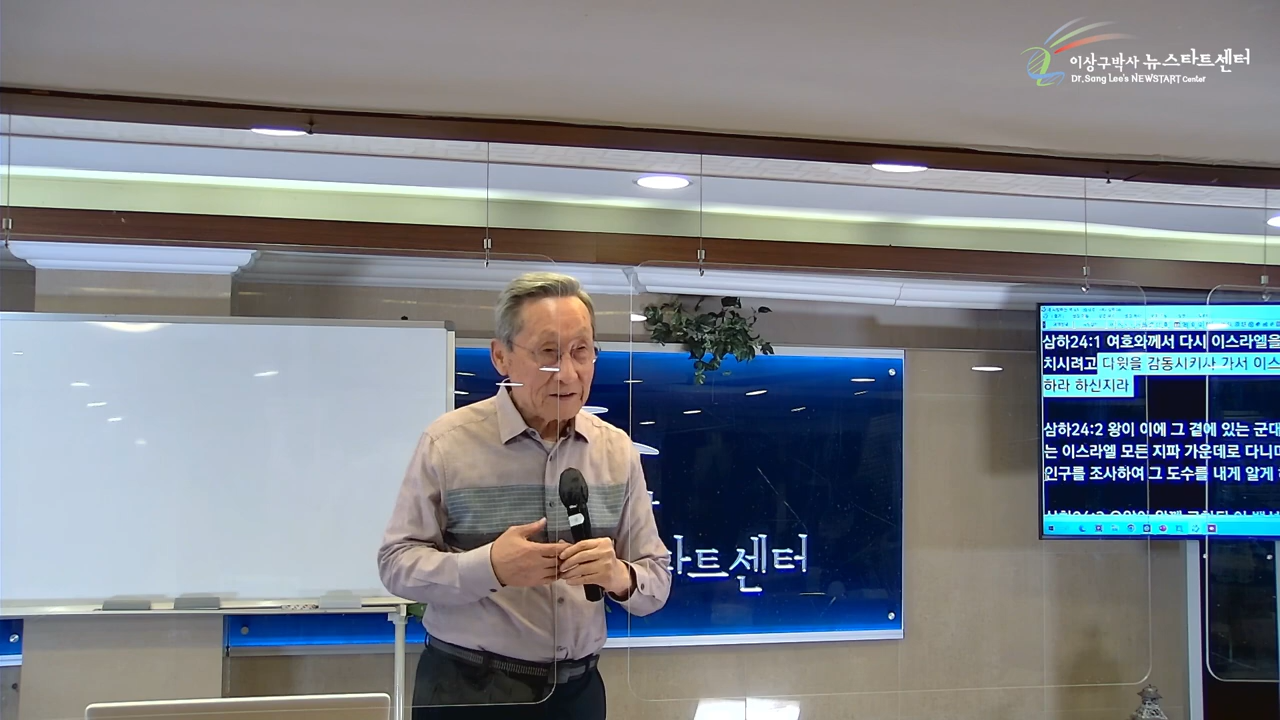 이상구박사 뉴스타트센터
Dr. Sang Lee's NEWSTART Center
삼하24:1 여호와께서 다시 이스라엘을
치시려고 다윗을 감동시키사 가서 이스
하라 하신지라
삼하24:2 왕이 이에 그 곁에 있는 군대
는 이스라엘 모든 지파 가운데로 다니며
인구를 조사하여 그 도수를 내게 알게
타트센터